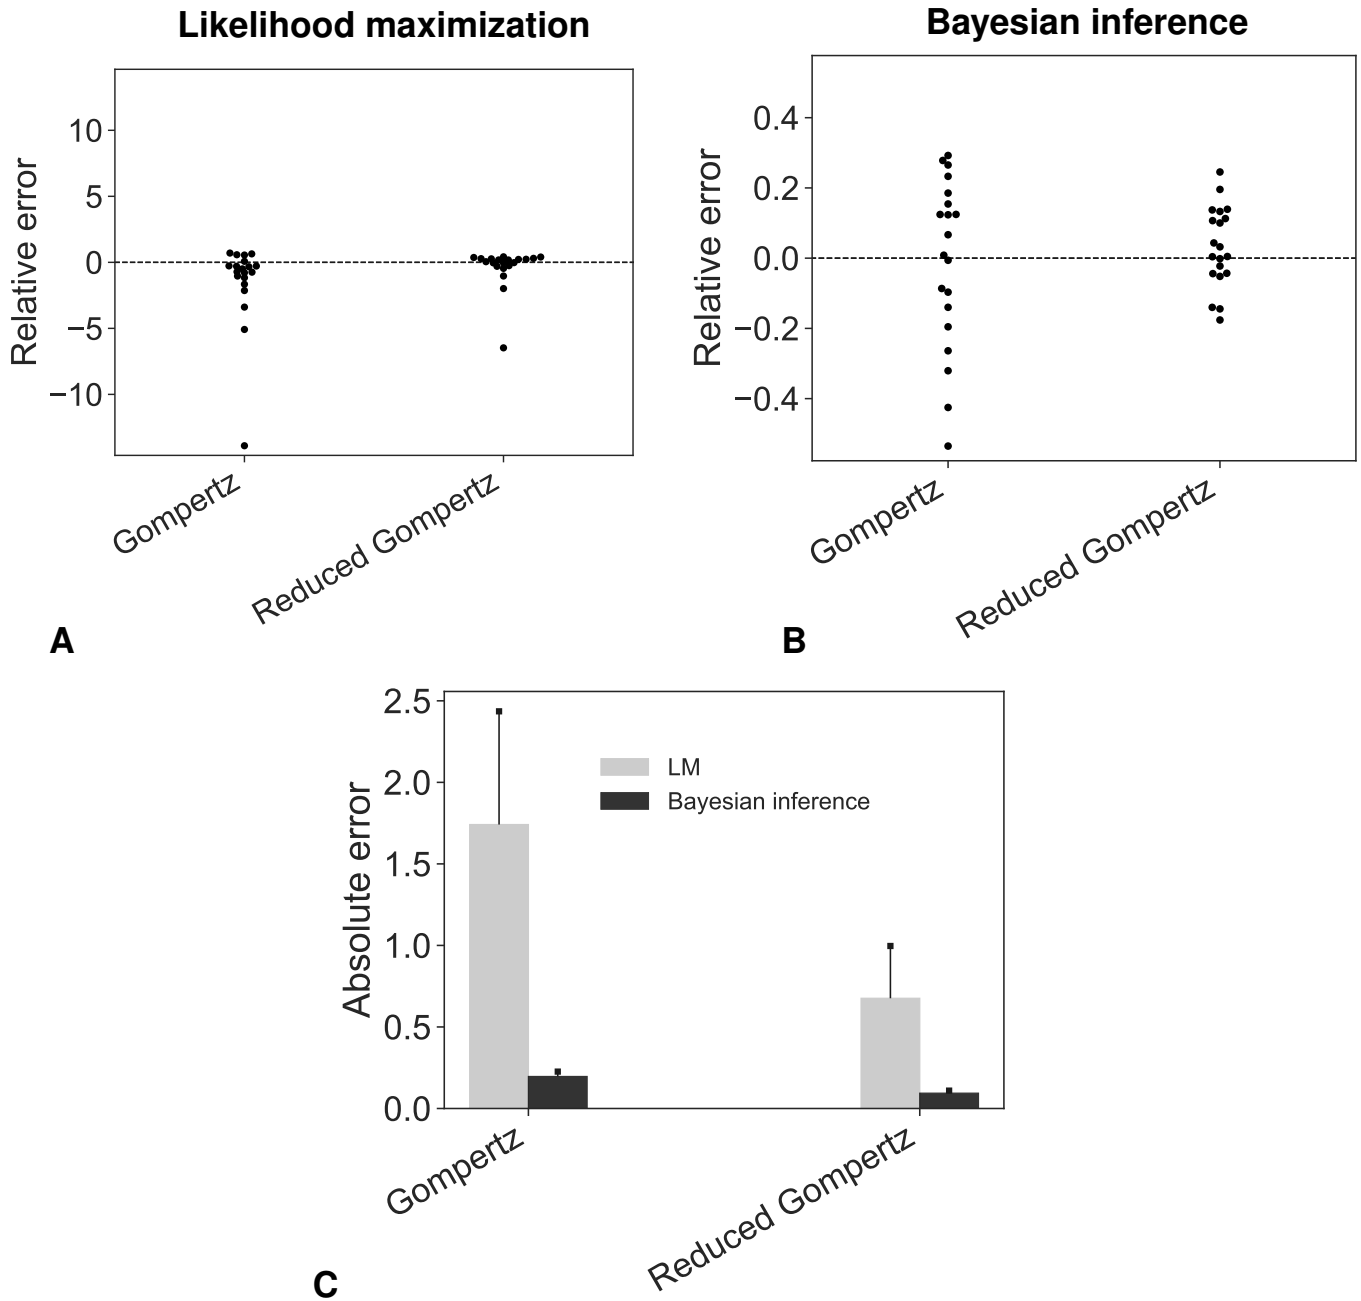 Likelihood maximization
10
5
0
−5
−10
Relative error
Gompertz
Reduced Gompertz
A
Bayesian inference
0.4
0.2
0.0
−0.2
−0.4
Relative error
Gompertz
Reduced Gompertz
B
2.5
2.0
1.5
1.0
0.5
0.0
Absolute error
LM
Bayesian inference
Gompertz
Reduced Gompertz
C